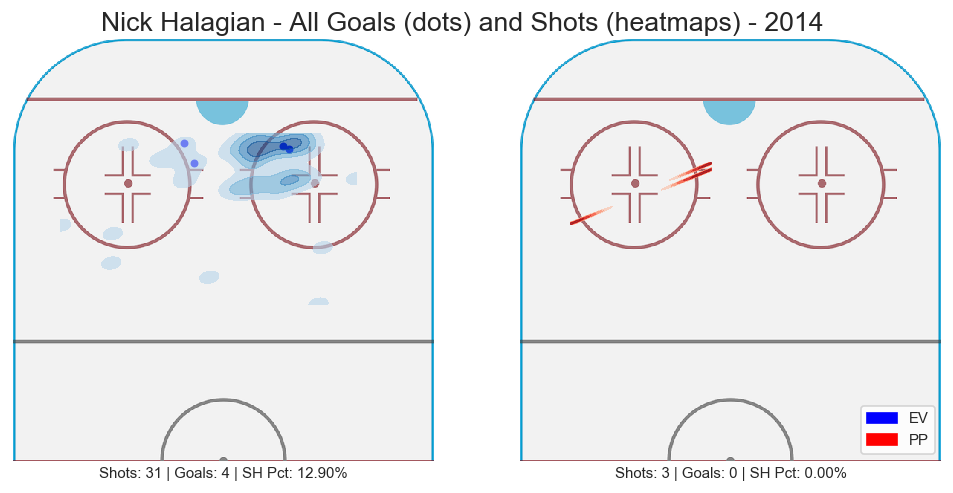 Nick Halagian - All Goals (dots) and Shots (heatmaps) - 2014
EV
PP
Shots: 31 | Goals: 4 | SH Pct: 12.90%
Shots: 3 | Goals: 0 | SH Pct: 0.00%